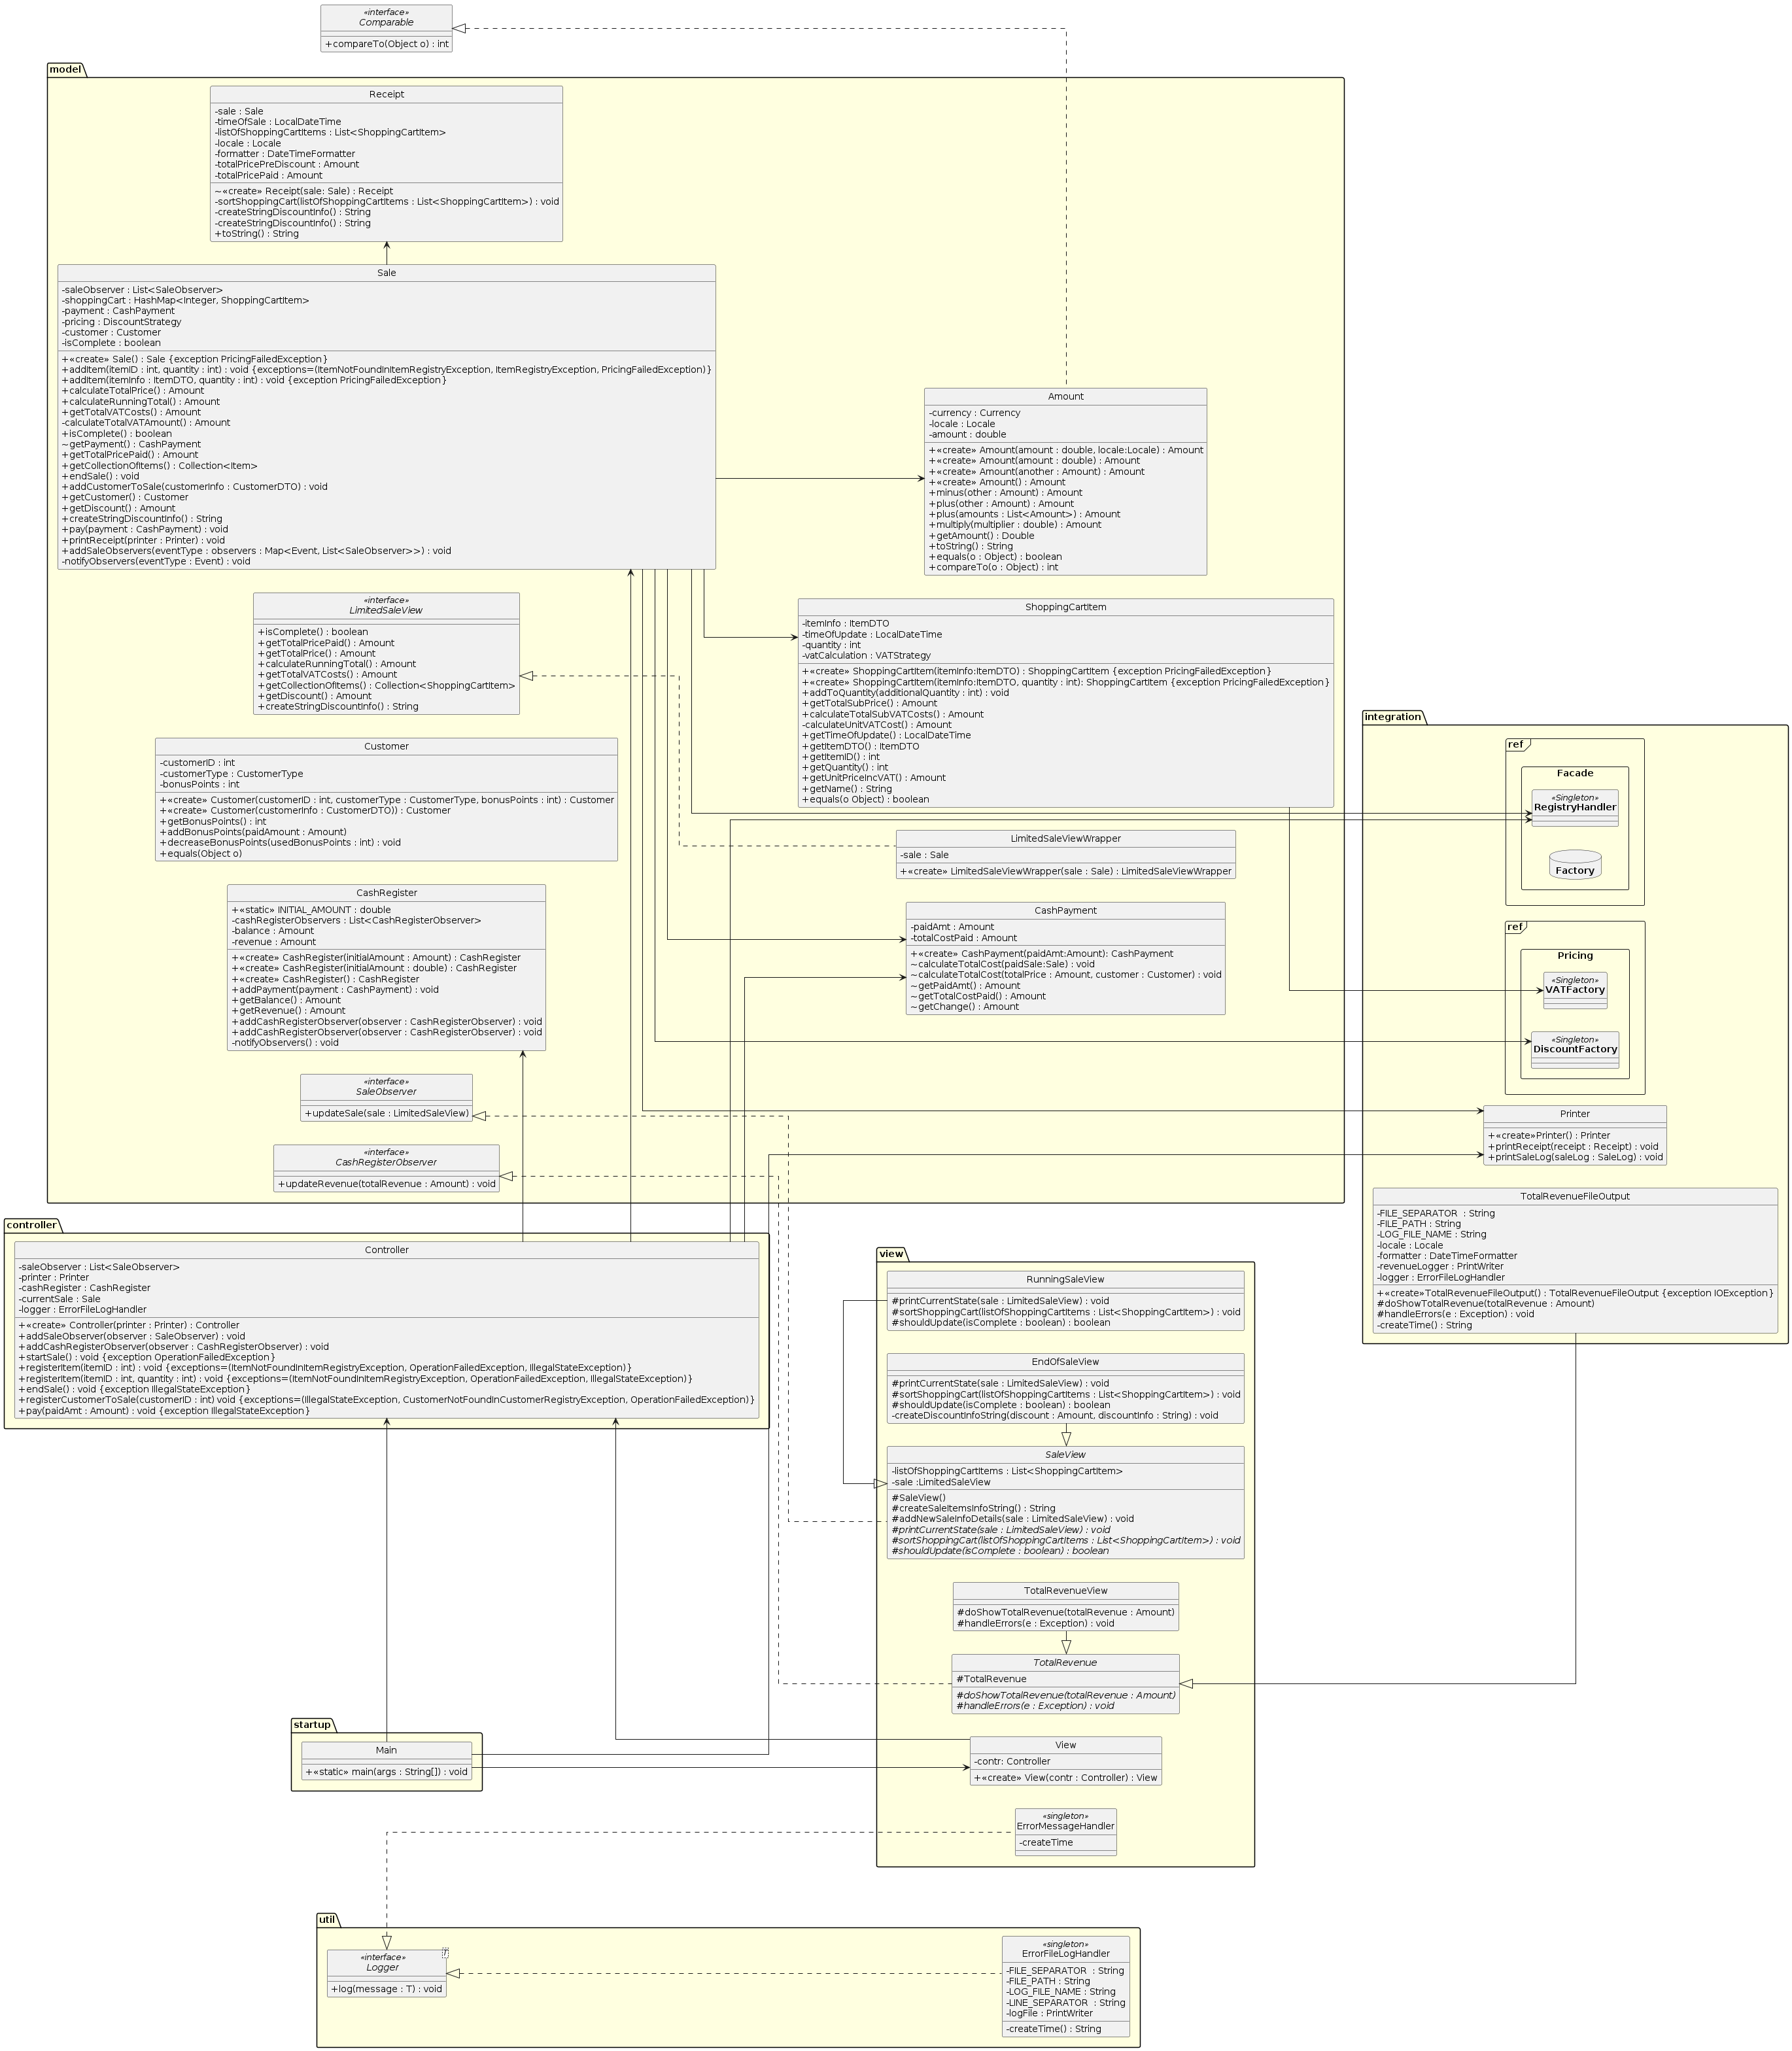 «interface»
Comparable
+compareTo(Object o) : int
model
Receipt
-sale : Sale
-timeOfSale : LocalDateTime
-listOfShoppingCartItems : List<ShoppingCartItem>
-locale : Locale
-formatter : DateTimeFormatter
-totalPricePreDiscount : Amount
-totalPricePaid : Amount
~«create» Receipt(sale: Sale) : Receipt
-sortShoppingCart(listOfShoppingCartItems : List<ShoppingCartItem>) : void
-createStringDiscountInfo() : String
-createStringDiscountInfo() : String
+toString() : String
Sale
-saleObserver : List<SaleObserver>
-shoppingCart : HashMap<Integer, ShoppingCartItem>
-payment : CashPayment
-pricing : DiscountStrategy
-customer : Customer
-isComplete : boolean
+«create» Sale() : Sale {exception PricingFailedException}
+addItem(itemID : int, quantity : int) : void {exceptions=(ItemNotFoundInItemRegistryException, ItemRegistryException, PricingFailedException)}
+addItem(itemInfo : ItemDTO, quantity : int) : void {exception PricingFailedException}
+calculateTotalPrice() : Amount
+calculateRunningTotal() : Amount
+getTotalVATCosts() : Amount
-calculateTotalVATAmount() : Amount
+isComplete() : boolean
~getPayment() : CashPayment
+getTotalPricePaid() : Amount
+getCollectionOfItems() : Collection<Item>
+endSale() : void
+addCustomerToSale(customerInfo : CustomerDTO) : void
+getCustomer() : Customer
+getDiscount() : Amount
+createStringDiscountInfo() : String
+pay(payment : CashPayment) : void
+printReceipt(printer : Printer) : void
+addSaleObservers(eventType : observers : Map<Event, List<SaleObserver>>) : void
-notifyObservers(eventType : Event) : void
Amount
-currency : Currency
-locale : Locale
-amount : double
+«create» Amount(amount : double, locale:Locale) : Amount
+«create» Amount(amount : double) : Amount
+«create» Amount(another : Amount) : Amount
+«create» Amount() : Amount
+minus(other : Amount) : Amount
+plus(other : Amount) : Amount
+plus(amounts : List<Amount>) : Amount
+multiply(multiplier : double) : Amount
+getAmount() : Double
+toString() : String
+equals(o : Object) : boolean
+compareTo(o : Object) : int
«interface»
LimitedSaleView
+isComplete() : boolean
+getTotalPricePaid() : Amount
+getTotalPrice() : Amount
+calculateRunningTotal() : Amount
+getTotalVATCosts() : Amount
+getCollectionOfItems() : Collection<ShoppingCartItem>
+getDiscount() : Amount
+createStringDiscountInfo() : String
ShoppingCartItem
-itemInfo : ItemDTO
-timeOfUpdate : LocalDateTime
-quantity : int
-vatCalculation : VATStrategy
+«create» ShoppingCartItem(itemInfo:ItemDTO) : ShoppingCartItem {exception PricingFailedException}
+«create» ShoppingCartItem(itemInfo:ItemDTO, quantity : int): ShoppingCartItem {exception PricingFailedException}
+addToQuantity(additionalQuantity : int) : void
+getTotalSubPrice() : Amount
+calculateTotalSubVATCosts() : Amount
-calculateUnitVATCost() : Amount
+getTimeOfUpdate() : LocalDateTime
+getItemDTO() : ItemDTO
+getItemID() : int
+getQuantity() : int
+getUnitPriceIncVAT() : Amount
+getName() : String
+equals(o Object) : boolean
Customer
-customerID : int
-customerType : CustomerType
-bonusPoints : int
+«create» Customer(customerID : int, customerType : CustomerType, bonusPoints : int) : Customer
+«create» Customer(customerInfo : CustomerDTO)) : Customer
+getBonusPoints() : int
+addBonusPoints(paidAmount : Amount)
+decreaseBonusPoints(usedBonusPoints : int) : void
+equals(Object o)
LimitedSaleViewWrapper
-sale : Sale
+«create» LimitedSaleViewWrapper(sale : Sale) : LimitedSaleViewWrapper
CashRegister
+«static» INITIAL_AMOUNT : double
-cashRegisterObservers : List<CashRegisterObserver>
-balance : Amount
-revenue : Amount
+«create» CashRegister(initialAmount : Amount) : CashRegister
+«create» CashRegister(initialAmount : double) : CashRegister
+«create» CashRegister() : CashRegister
+addPayment(payment : CashPayment) : void
+getBalance() : Amount
+getRevenue() : Amount
+addCashRegisterObserver(observer : CashRegisterObserver) : void
+addCashRegisterObserver(observer : CashRegisterObserver) : void
-notifyObservers() : void
CashPayment
-paidAmt : Amount
-totalCostPaid : Amount
+«create» CashPayment(paidAmt:Amount): CashPayment
~calculateTotalCost(paidSale:Sale) : void
~calculateTotalCost(totalPrice : Amount, customer : Customer) : void
~getPaidAmt() : Amount
~getTotalCostPaid() : Amount
~getChange() : Amount
«interface»
SaleObserver
+updateSale(sale : LimitedSaleView)
«interface»
CashRegisterObserver
+updateRevenue(totalRevenue : Amount) : void
integration
ref
Facade
«Singleton»
RegistryHandler
Factory
ref
Pricing
«Singleton»
VATFactory
«Singleton»
DiscountFactory
Printer
+«create»Printer() : Printer
+printReceipt(receipt : Receipt) : void
+printSaleLog(saleLog : SaleLog) : void
TotalRevenueFileOutput
-FILE_SEPARATOR  : String
-FILE_PATH : String
-LOG_FILE_NAME : String
-locale : Locale
-formatter : DateTimeFormatter
-revenueLogger : PrintWriter
-logger : ErrorFileLogHandler
+«create»TotalRevenueFileOutput() : TotalRevenueFileOutput {exception IOException}
#doShowTotalRevenue(totalRevenue : Amount)
#handleErrors(e : Exception) : void
-createTime() : String
controller
Controller
-saleObserver : List<SaleObserver>
-printer : Printer
-cashRegister : CashRegister
-currentSale : Sale
-logger : ErrorFileLogHandler
+«create» Controller(printer : Printer) : Controller
+addSaleObserver(observer : SaleObserver) : void
+addCashRegisterObserver(observer : CashRegisterObserver) : void
+startSale() : void {exception OperationFailedException}
+registerItem(itemID : int) : void {exceptions=(ItemNotFoundInItemRegistryException, OperationFailedException, IllegalStateException)}
+registerItem(itemID : int, quantity : int) : void {exceptions=(ItemNotFoundInItemRegistryException, OperationFailedException, IllegalStateException)}
+endSale() : void {exception IllegalStateException}
+registerCustomerToSale(customerID : int) void {exceptions=(IllegalStateException, CustomerNotFoundInCustomerRegistryException, OperationFailedException)}
+pay(paidAmt : Amount) : void {exception IllegalStateException}
view
RunningSaleView
#printCurrentState(sale : LimitedSaleView) : void
#sortShoppingCart(listOfShoppingCartItems : List<ShoppingCartItem>) : void
#shouldUpdate(isComplete : boolean) : boolean
EndOfSaleView
#printCurrentState(sale : LimitedSaleView) : void
#sortShoppingCart(listOfShoppingCartItems : List<ShoppingCartItem>) : void
#shouldUpdate(isComplete : boolean) : boolean
-createDiscountInfoString(discount : Amount, discountInfo : String) : void
SaleView
-listOfShoppingCartItems : List<ShoppingCartItem>
-sale :LimitedSaleView
#SaleView()
#createSaleItemsInfoString() : String
#addNewSaleInfoDetails(sale : LimitedSaleView) : void
#printCurrentState(sale : LimitedSaleView) : void
#sortShoppingCart(listOfShoppingCartItems : List<ShoppingCartItem>) : void
#shouldUpdate(isComplete : boolean) : boolean
TotalRevenueView
#doShowTotalRevenue(totalRevenue : Amount)
#handleErrors(e : Exception) : void
TotalRevenue
#TotalRevenue
#doShowTotalRevenue(totalRevenue : Amount)
#handleErrors(e : Exception) : void
View
-contr: Controller
+«create» View(contr : Controller) : View
«singleton»
ErrorMessageHandler
-createTime
startup
Main
+«static» main(args : String[]) : void
util
«interface»
Logger
T
+log(message : T) : void
«singleton»
ErrorFileLogHandler
-FILE_SEPARATOR  : String
-FILE_PATH : String
-LOG_FILE_NAME : String
-LINE_SEPARATOR  : String
-logFile : PrintWriter
-createTime() : String